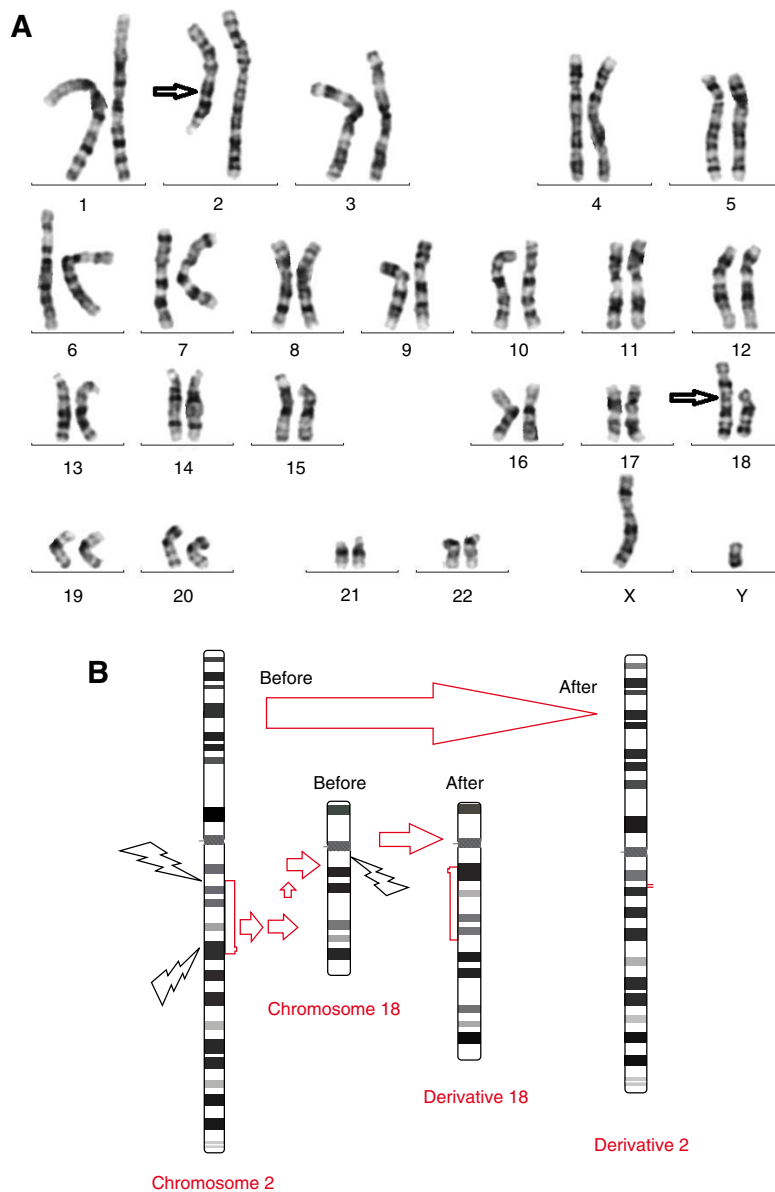 A
1 2 3 4 5
6 7 8 9 10 11 12
13 14 15 16 17 18
19 20 21 22 X Y
B
Before
After
Before After
Chromosome 18
Derivative 18
Derivative 2
Chromosome 2